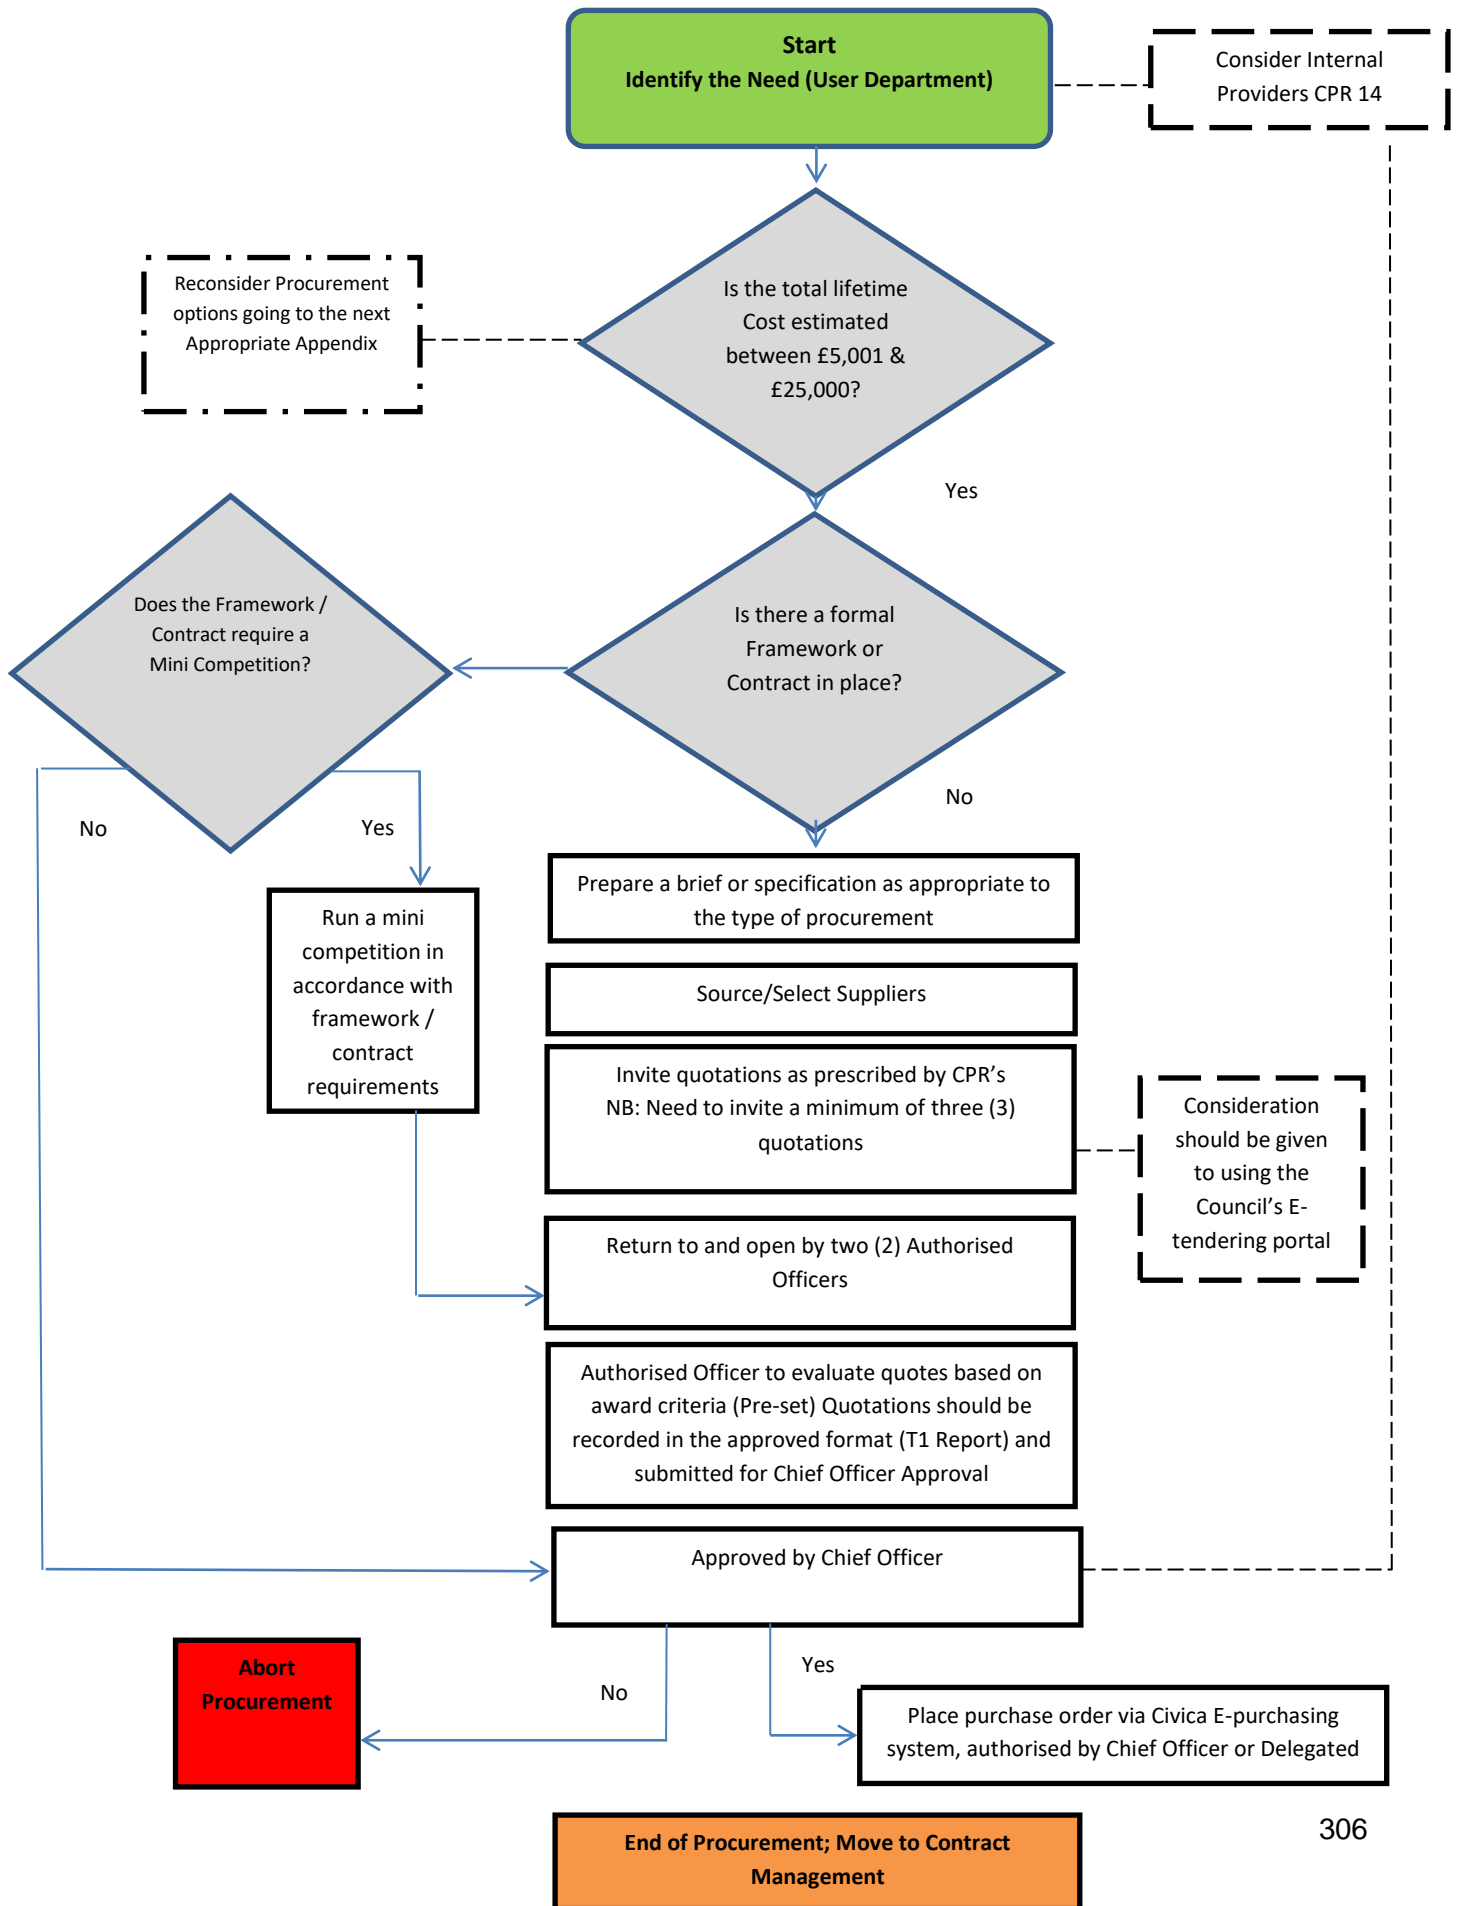 Start
Identify the Need (User Department)
Consider Internal
Providers CPR 14
Reconsider Procurement
options going to the next
Appropriate Appendix
Is the total lifetime
Cost estimated
between £5,001 &
£25,000?
Yes
Does the Framework /
Contract require a
Mini Competition?
Is there a formal
Framework or
Contract in place?
No
No
Yes
Prepare a brief or specification as appropriate to
the type of procurement
Run a mini
competition in
accordance with
framework /
contract
requirements
Source/Select Suppliers
Invite quotations as prescribed by CPR’s
NB: Need to invite a minimum of three (3)
quotations
Consideration
should be given
to using the
Council’s E-
tendering portal
Return to and open by two (2) Authorised
Officers
Authorised Officer to evaluate quotes based on
award criteria (Pre-set) Quotations should be
recorded in the approved format (T1 Report) and
submitted for Chief Officer Approval
Approved by Chief Officer
Abort
Procurement
No
Yes
Place purchase order via Civica E-purchasing
system, authorised by Chief Officer or Delegated
End of Procurement; Move to Contract
Management
306